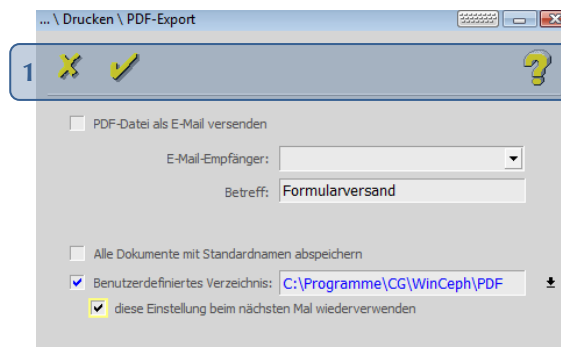 ... \ Drucken \ PDF-Export
1
PDF-Datei als E-Mail versenden
E-Mail-Empfänger:
Betreff: Formularversand
Alle Dokumente mit Standardnamen abspeichern
Benutzerdefiniertes Verzeichnis: C:\Programme\CG\WinCeph\PDF
diese Einstellung beim nächsten Mal wiederverwenden